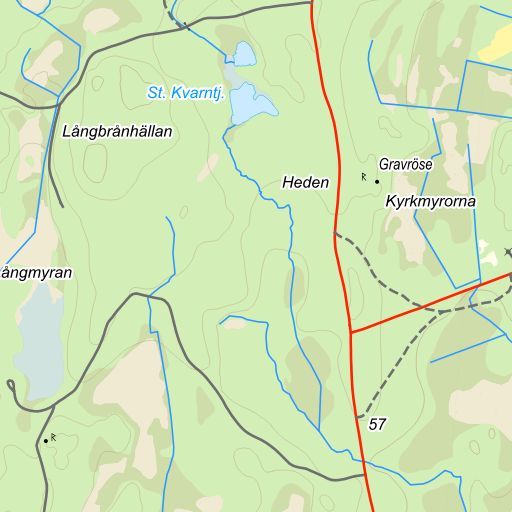 St. Kvarntj.
Långbrånhällan
Gravröse
R
Heden
Kyrkmyrorna
ångmyran
57
R